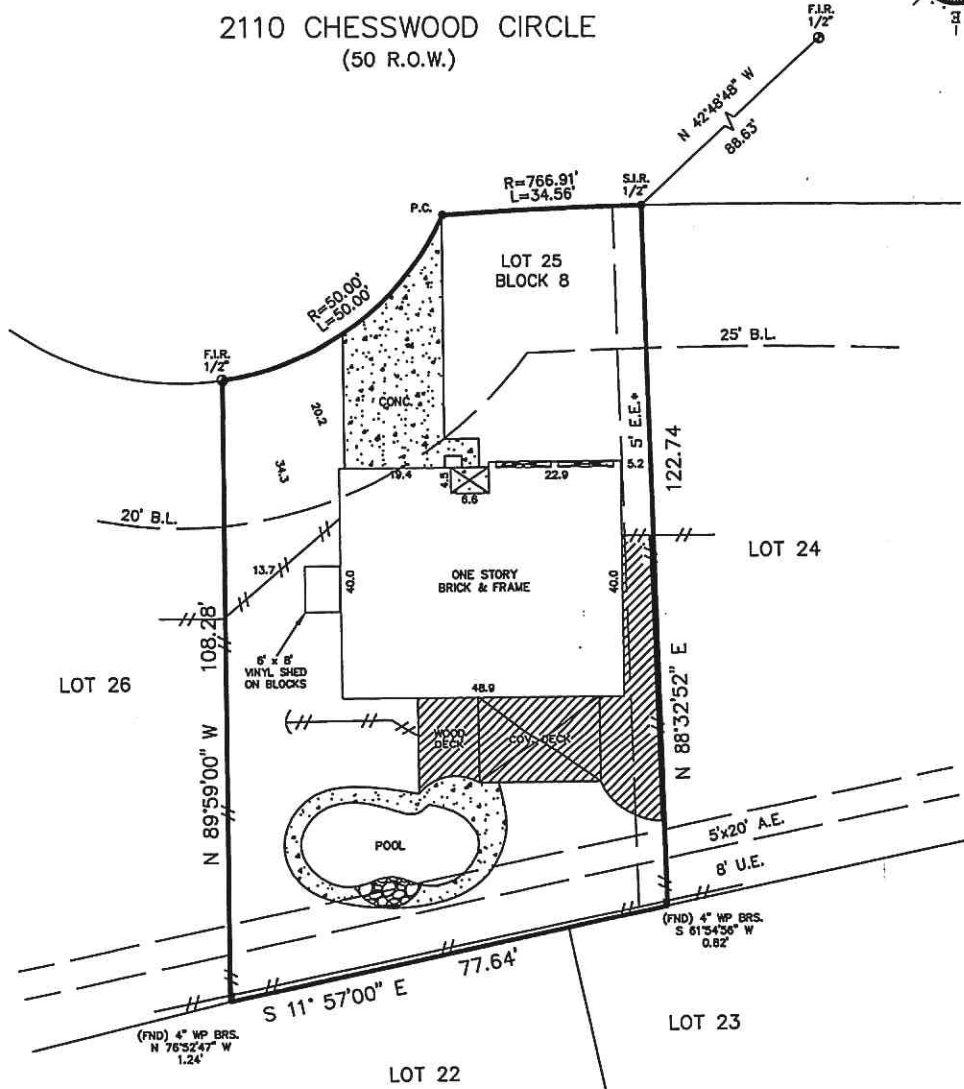 2110 CHESSWOOD CIRCLE
(50 R.O.W.)
F.I.R.
1/2"
E
N 42°48'48" W
88.63'
R=766.91'
L=34.56'
S.I.R.
1/2"
P.C.
LOT 25
BLOCK 8
R=50.00'
L=50.00'
F.I.R.
1/2"
25' B.L.
CONC.
20.2
34.3
5' E.E.*
122.74
19.4
4.5
6.6
22.9
5.2
20' B.L.
LOT 24
13.7
40.0
ONE STORY
BRICK & FRAME
40.0
108.28'
6' x 8'
VINYL SHED
ON BLOCKS
LOT 26
48.9
N 88°32'52" E
WOOD
DECK
COV. DECK
N 89°59'00" W
POOL
5'x20' A.E.
8' U.E.
(FND) 4" WP BRS.
S 61°54'56" W
0.82'
77.64'
S 11° 57'00" E
(FND) 4" WP BRS.
N 76°52'47" W
1.24'
LOT 23
LOT 22